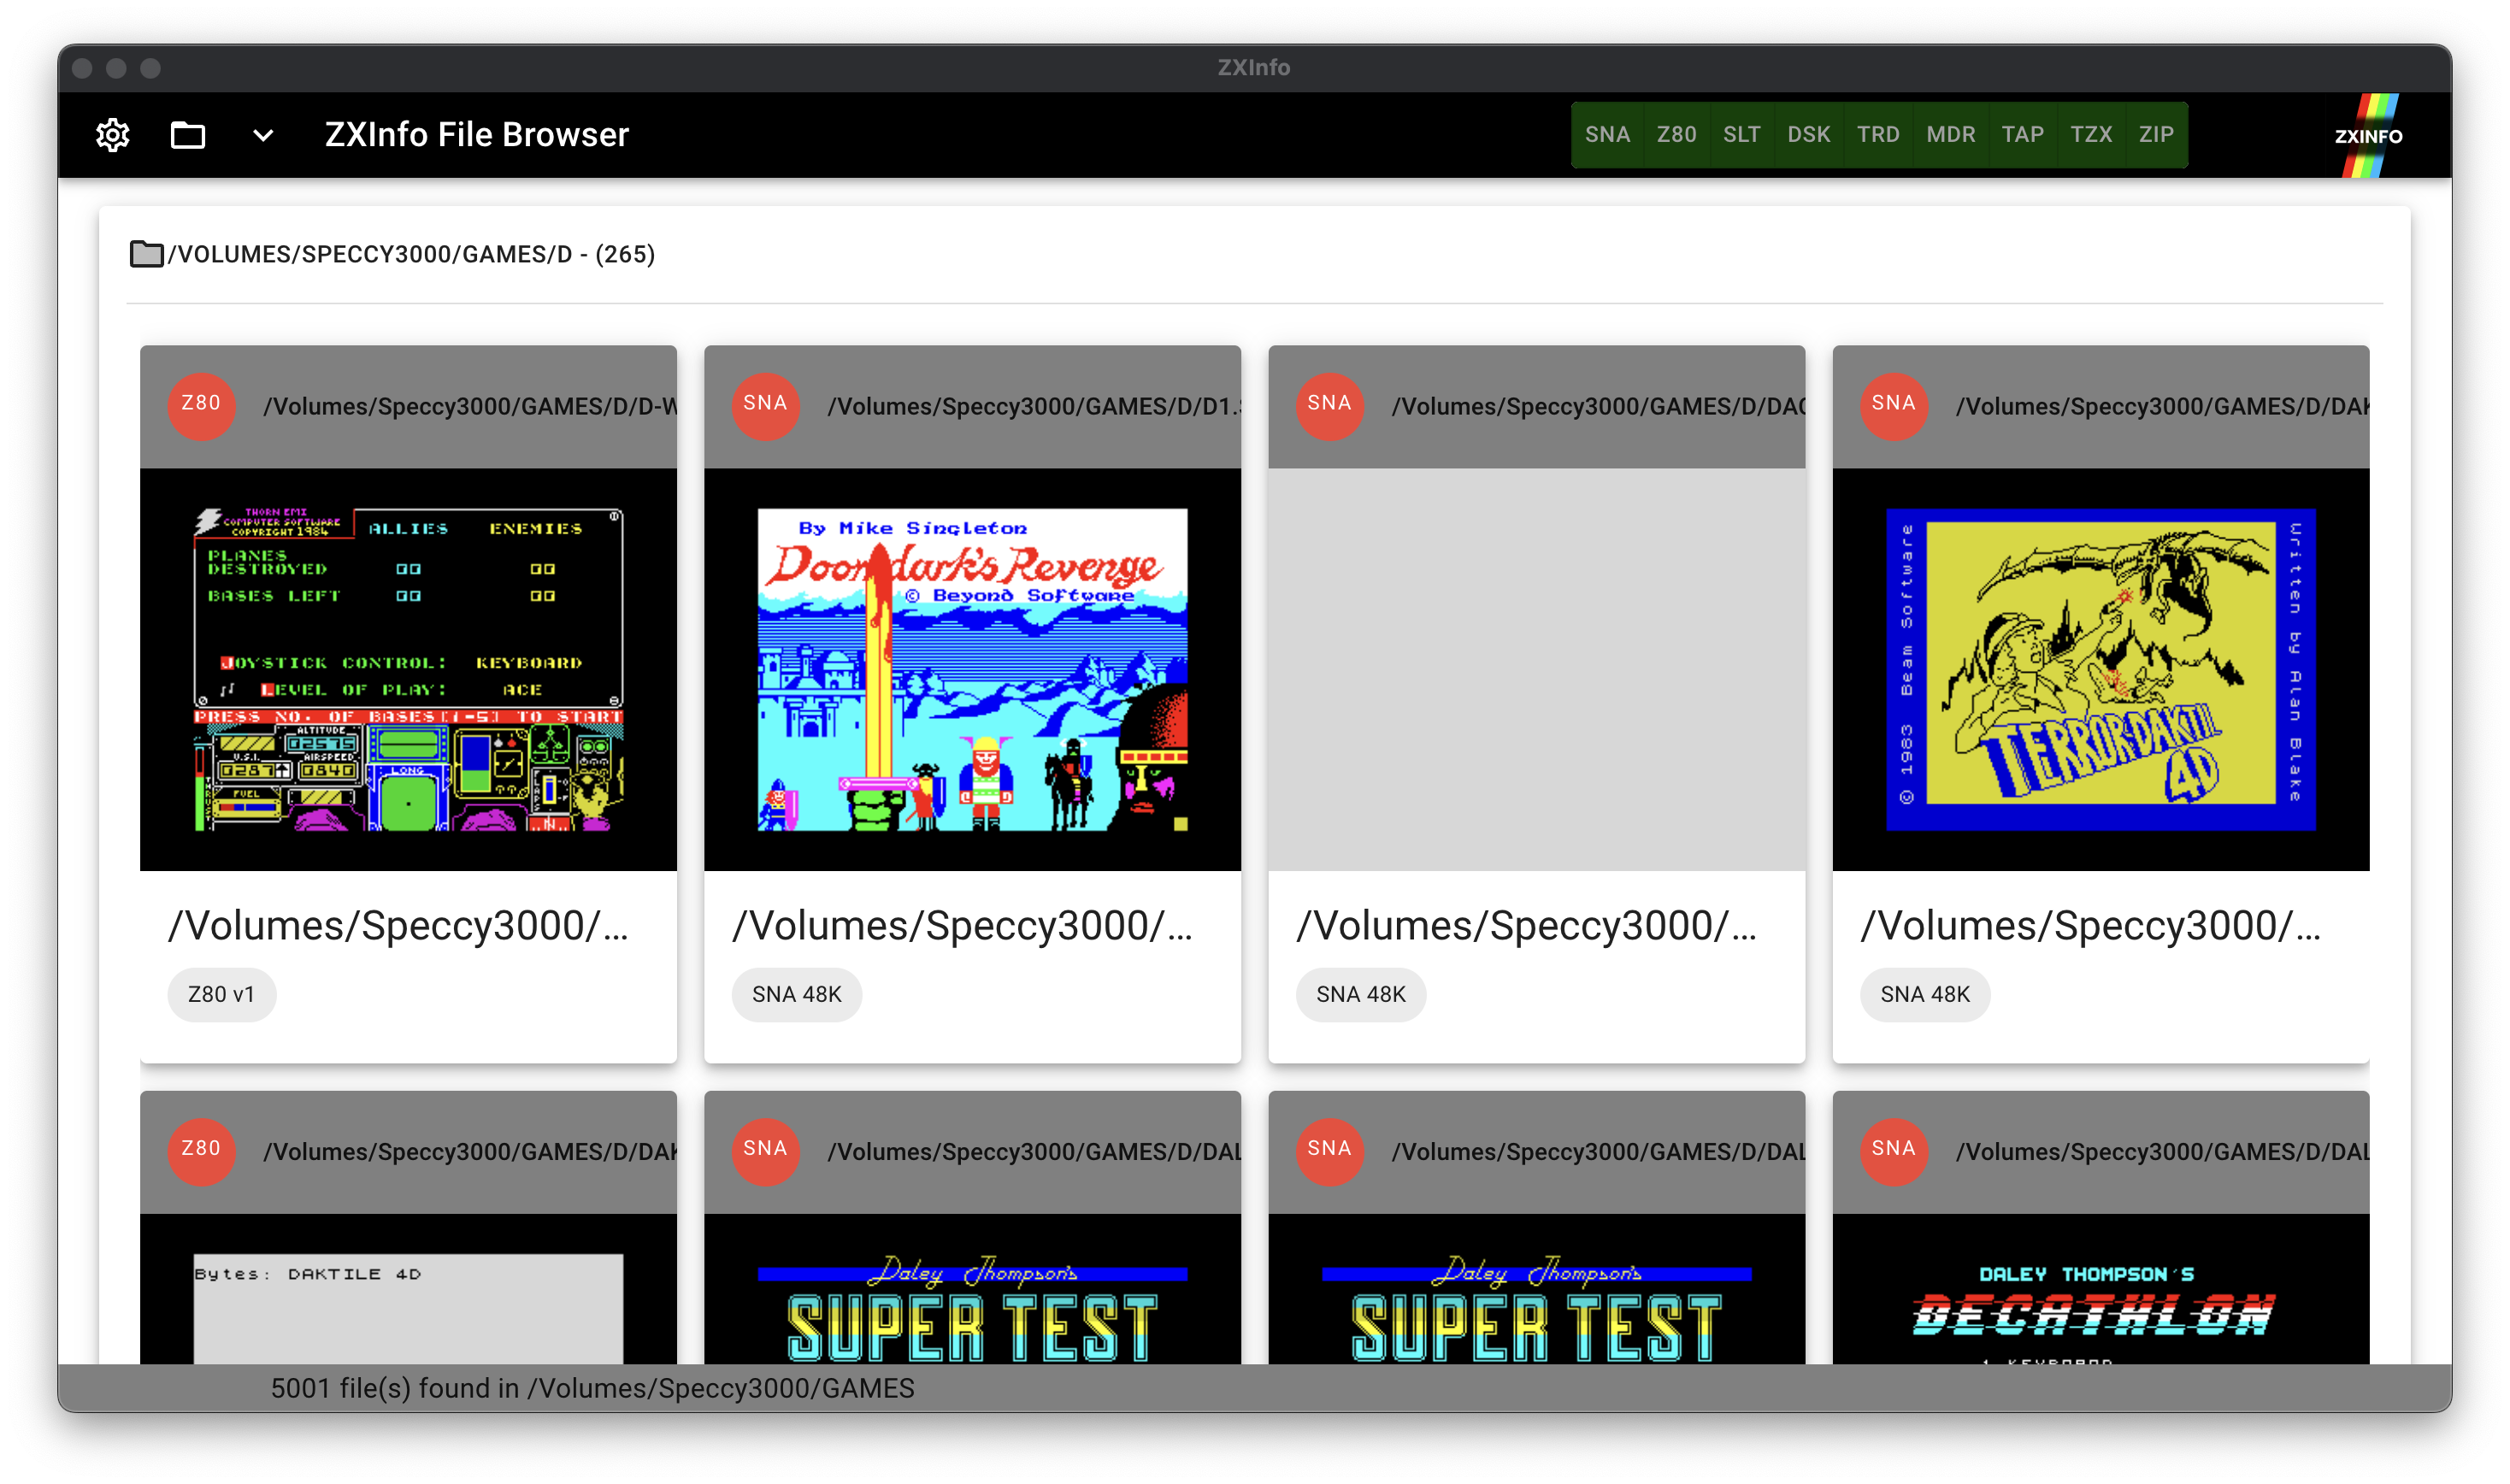 ZXInfo
ZXInfo File Browser
SNA Z80 SLT DSK TRD MDR TAP TZX ZIP
ZXINFO
/VOLUMES/SPECCY3000/GAMES/D - (265)
Z80 /Volumes/Speccy3000/GAMES/D/D-W
THORN EMI
COMPUTER SOFTWARE
COPYRIGHT 1984
ALLIES ENEMIES
PLANES
DESTROYED 00 00
BASES LEFT 00 00
JOYSTICK CONTROL: KEYBOARD
LEVEL OF PLAY: ACE
PRESS NO. OF BASES(1-5) TO START
ALTITUDE
02575
V.S.I. AIRSPEED
0287 0840
LONG
FUEL
THRUST
/Volumes/Speccy3000/...
Z80 v1
SNA /Volumes/Speccy3000/GAMES/D/D1.S
By Mike Singleton
Doomdark's Revenge
© Beyond Software
/Volumes/Speccy3000/...
SNA 48K
SNA /Volumes/Speccy3000/GAMES/D/DAG
/Volumes/Speccy3000/...
SNA 48K
SNA /Volumes/Speccy3000/GAMES/D/DAK
© 1983 Beam Software
TERROR-DAKTIL
4D
Written by Alan Blake
/Volumes/Speccy3000/...
SNA 48K
Z80 /Volumes/Speccy3000/GAMES/D/DAK
Bytes: DAKTILE 4D
SNA /Volumes/Speccy3000/GAMES/D/DAL
Daley Thompson's
SUPER TEST
SNA /Volumes/Speccy3000/GAMES/D/DAL
Daley Thompson's
SUPER TEST
SNA /Volumes/Speccy3000/GAMES/D/DAL
DALEY THOMPSON'S
DECATHLON
1 KEYBOARD
5001 file(s) found in /Volumes/Speccy3000/GAMES